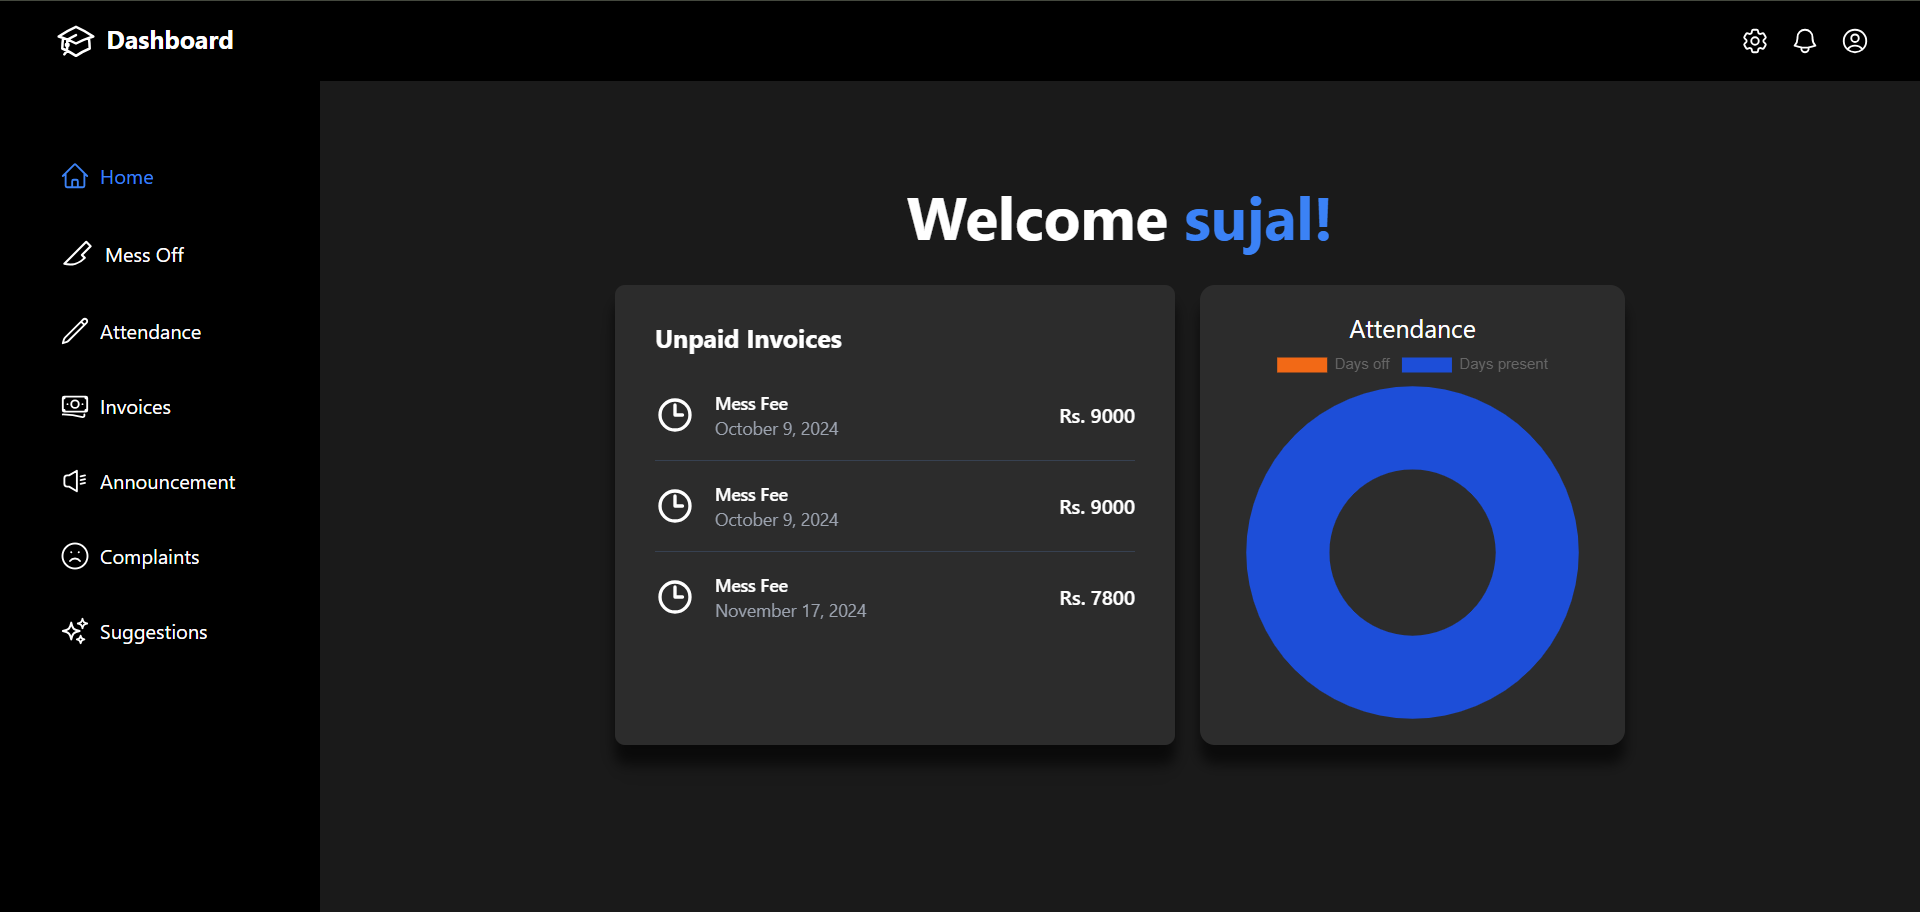 Dashboard
Home
Mess Off
Attendance
Invoices
Announcement
Complaints
Suggestions
Welcome sujal!
Unpaid Invoices
Mess Fee
October 9, 2024
Rs. 9000
Mess Fee
October 9, 2024
Rs. 9000
Mess Fee
November 17, 2024
Rs. 7800
Attendance
Days off Days present